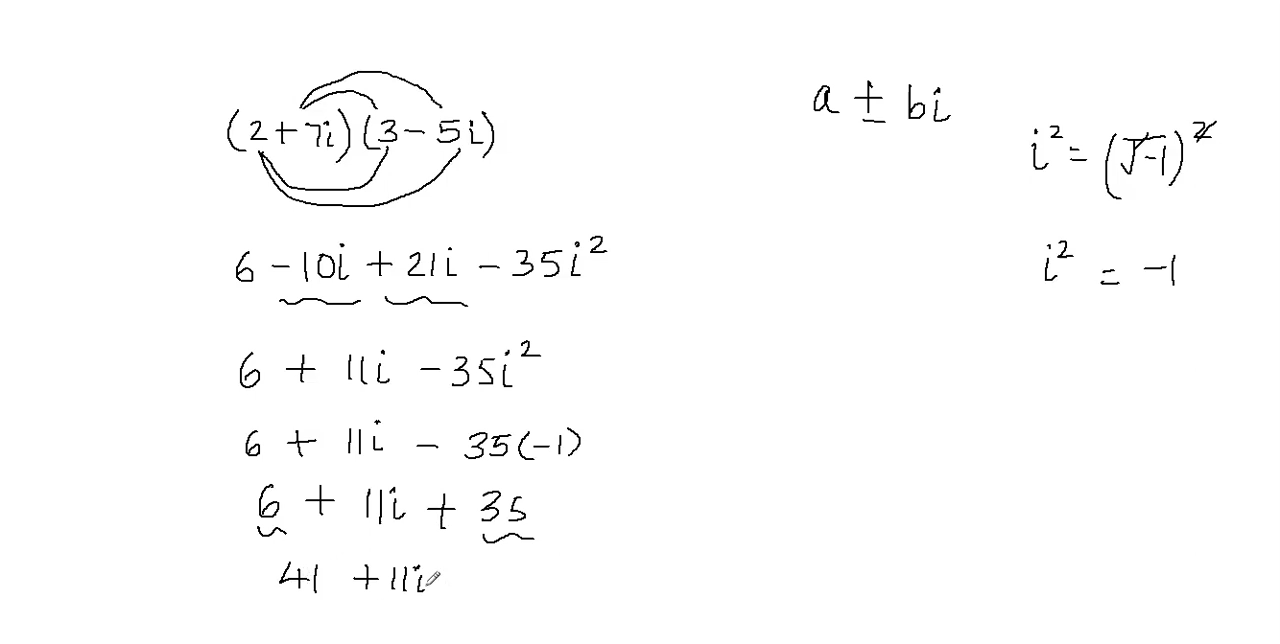 (2+7i)(3-5i)
a ± bi
i² = (√-1)²
6 - 10i + 21i - 35i²
i² = -1
6 + 11i - 35i²
6 + 11i - 35(-1)
6 + 11i + 35
41 + 11i